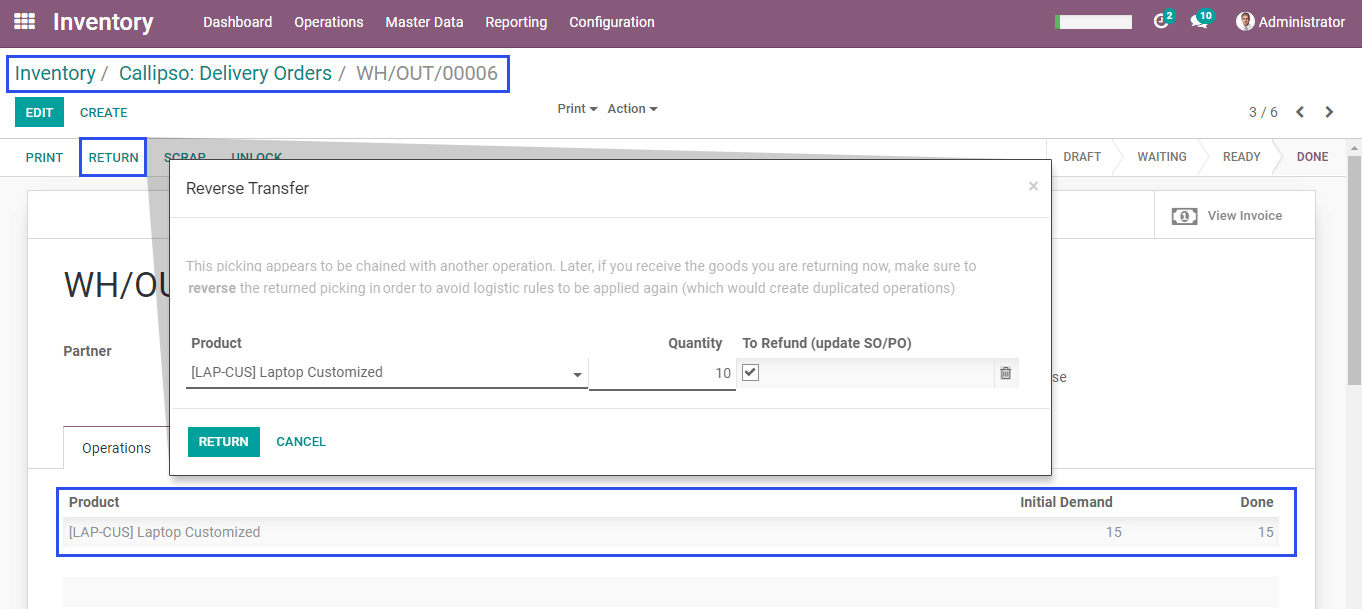 Inventory Dashboard Operations Master Data Reporting Configuration 2 10 Administrator
Inventory / Callipso: Delivery Orders / WH/OUT/00006
EDIT CREATE Print Action 3 / 6
PRINT RETURN SCRAP UNLOCK DRAFT WAITING READY DONE
Reverse Transfer ×
1 View Invoice
This picking appears to be chained with another operation. Later, if you receive the goods you are returning now, make sure to
reverse the returned picking in order to avoid logistic rules to be applied again (which would create duplicated operations)
WH/OU
Partner
Product Quantity To Refund (update SO/PO)
[LAP-CUS] Laptop Customized 10
se
RETURN CANCEL
Operations
Product Initial Demand Done
[LAP-CUS] Laptop Customized 15 15